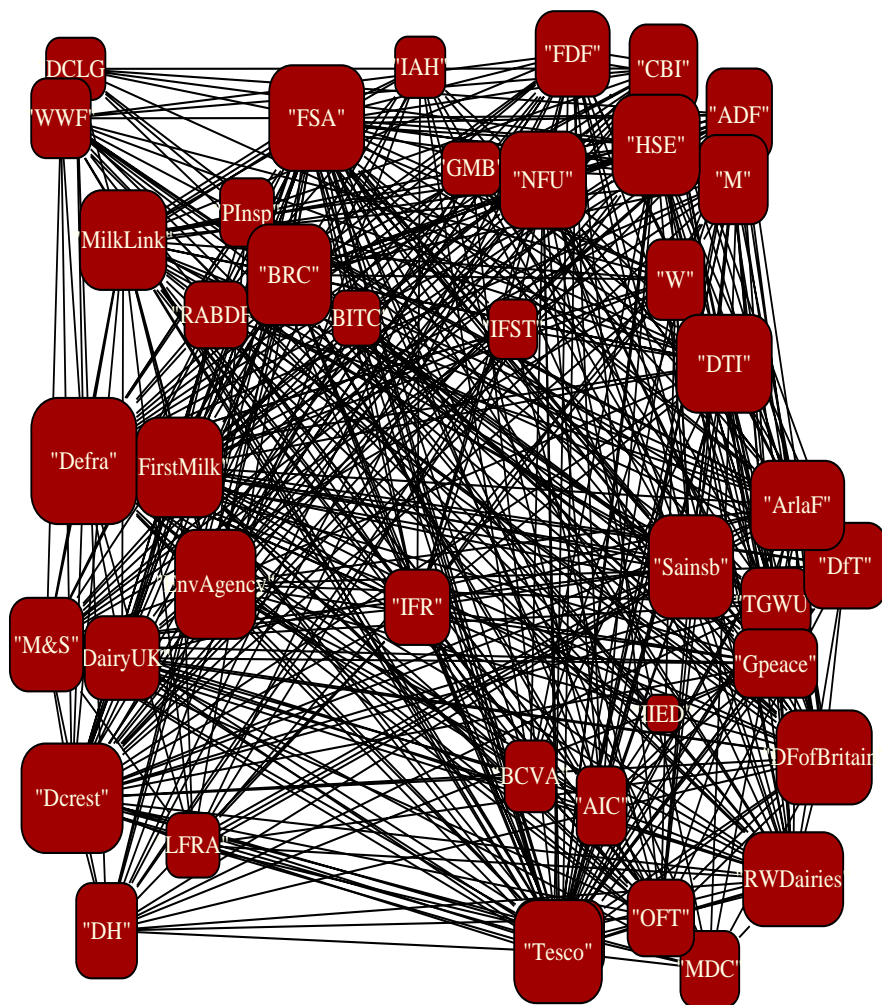 DCLG
"IAH"
"FDF"
"CBI"
"WWF"
"FSA"
"ADF"
"HSE"
"GMB"
"NFU"
"M"
PInsp"
"MilkLink"
"BRC"
"W"
"RABDF
BITC
"IFST"
"DTI"
"Defra"
FirstMilk"
"ArlaF"
"EnvAgency"
"Sainsb"
"DfT"
"IFR"
TGWU
"M&S"
DairyUK"
"Gpeace"
IIED
DFofBritain
"Dcrest"
BCVA
"AIC"
LFRA"
"RWDairies"
"DH"
"Tesco"
"OFT"
"MDC"